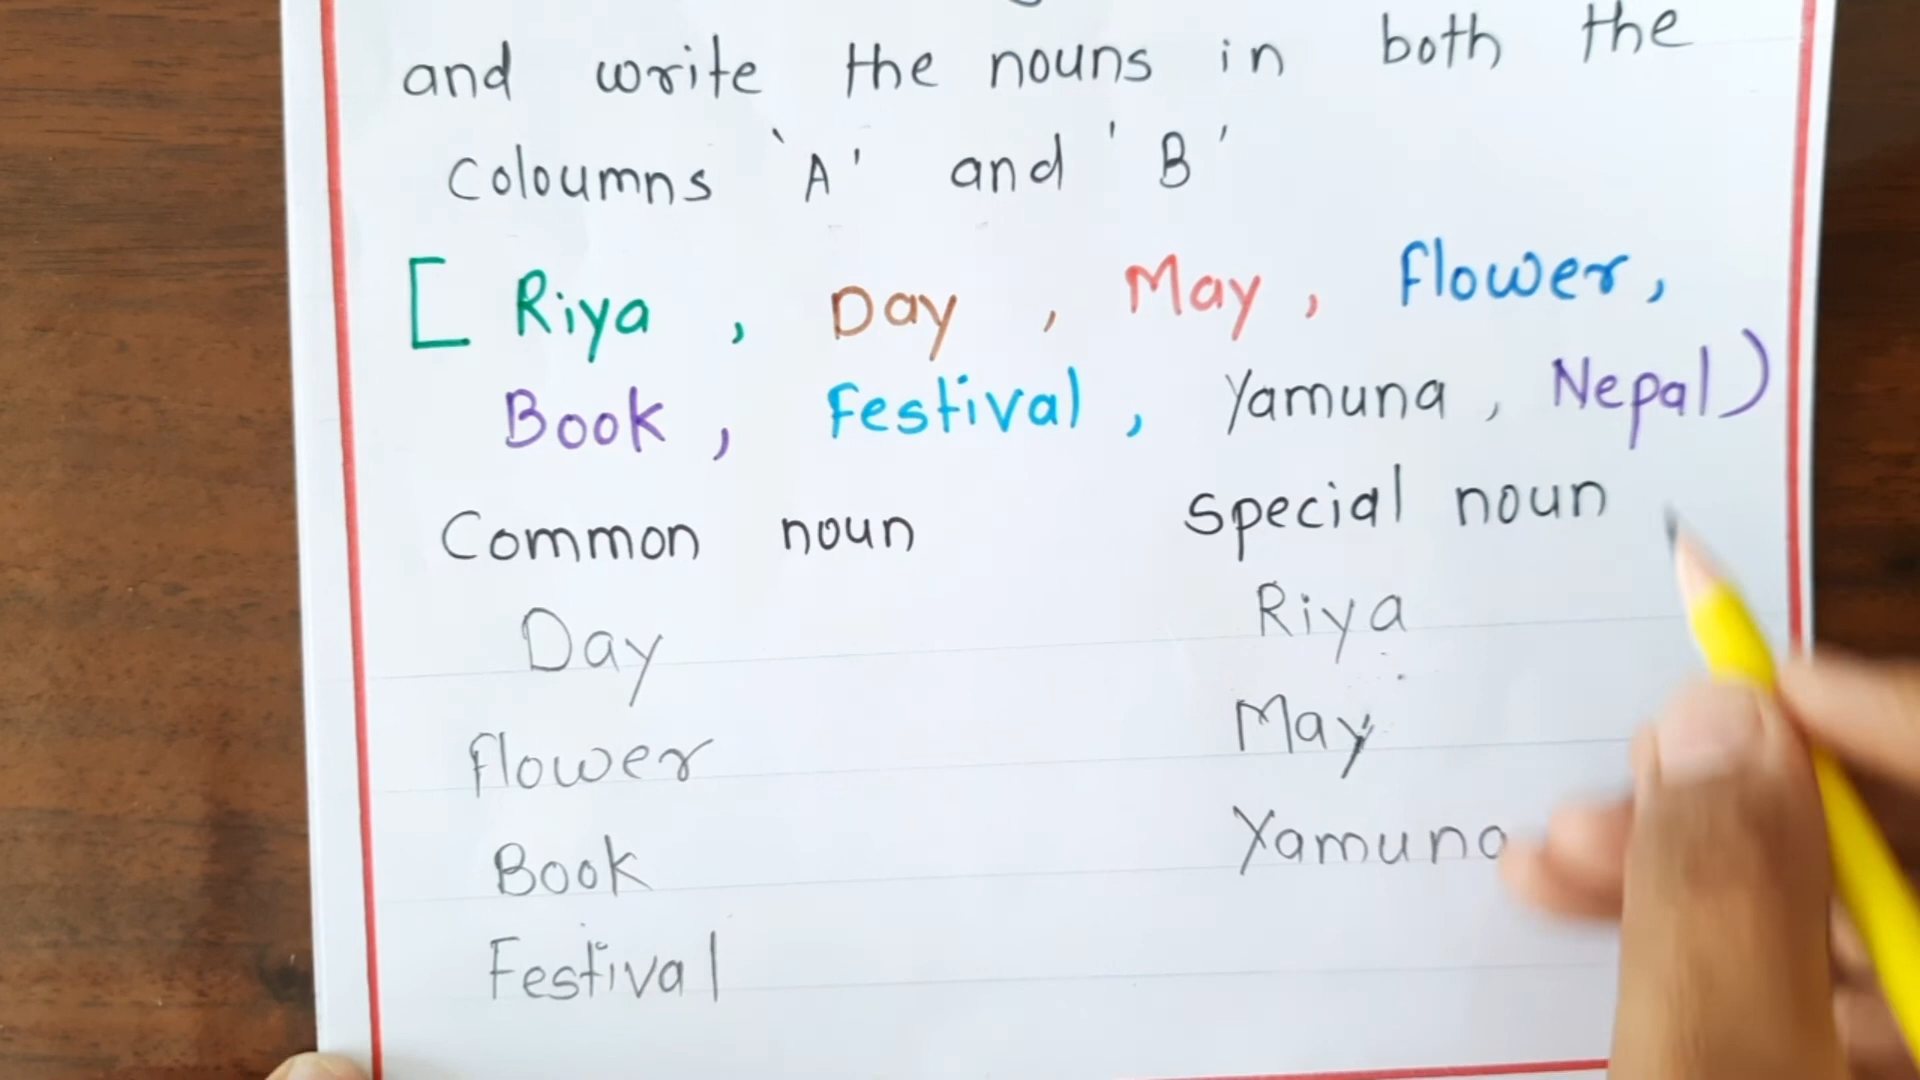 and write the nouns in both the
Coloumns 'A' and 'B'
[ Riya , Day , May , Flower,
Book , Festival , Yamuna , Nepal)
Common noun Special noun
Day Riya
Flower May
Book Yamuna
Festival